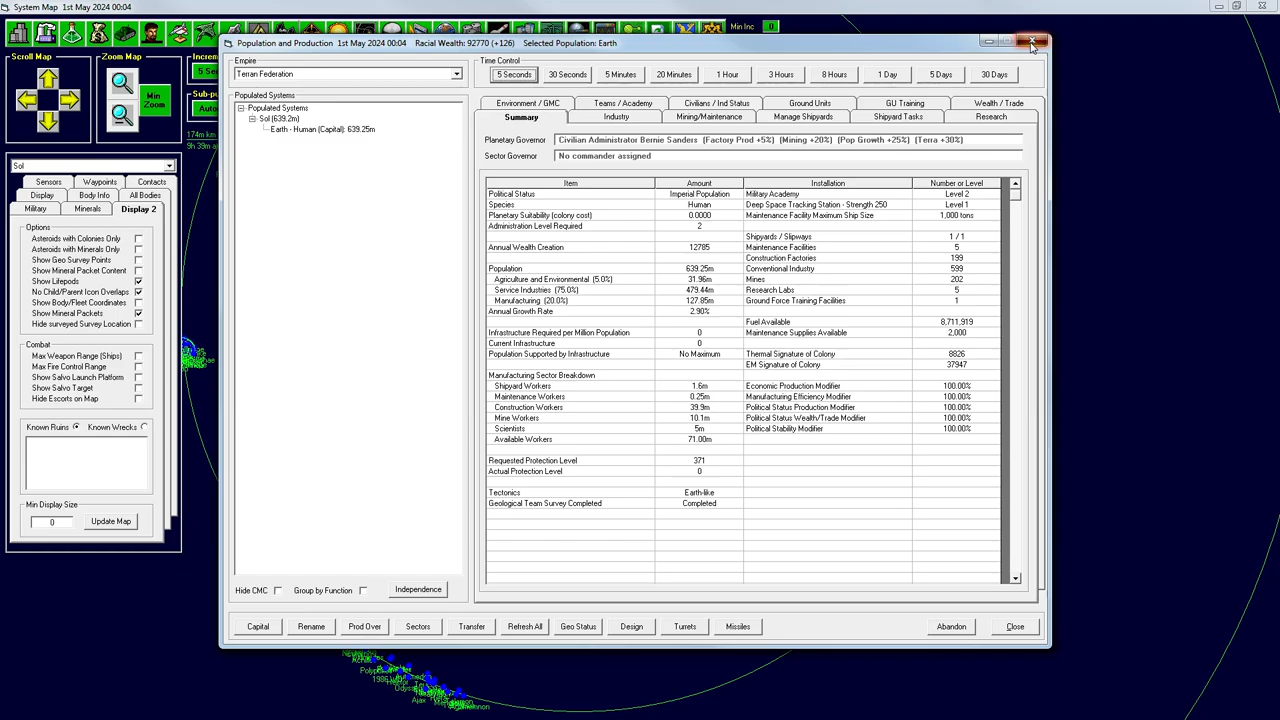 System Map   1st May 2024 00:04
Min Inc   0
Scroll Map
Zoom Map
Min Zoom
174m km
Sol
Sensors   Waypoints   Contacts
Display   Body Info   All Bodies
Military   Minerals   Display 2
Options
Asteroids with Colonies Only
Asteroids with Minerals Only
Show Geo Survey Points
Show Mineral Packet Content
Show Lifepods
No Child/Parent Icon Overlaps
Show Body/Fleet Coordinates
Show Mineral Packets
Hide surveyed Survey Location
Combat
Max Weapon Range (Ships)
Max Fire Control Range
Show Salvo Launch Platform
Show Salvo Target
Hide Escorts on Map
Known Ruins   Known Wrecks
Min Display Size
0   Update Map
Population and Production   1st May 2024 00:04   Racial Wealth: 92770 (+126)   Selected Population: Earth
Empire
Terran Federation
Populated Systems
Populated Systems
Sol (639.2m)
Earth - Human (Capital): 639.25m
Hide CMC   Group by Function   Independence
Time Control
5 Seconds   30 Seconds   5 Minutes   20 Minutes   1 Hour   3 Hours   8 Hours   1 Day   5 Days   30 Days
Environment / GMC   Teams / Academy   Civilians / Ind Status   Ground Units   GU Training   Wealth / Trade
Summary   Industry   Mining/Maintenance   Manage Shipyards   Shipyard Tasks   Research
Planetary Governor   Civilian Administrator Bernie Sanders   (Factory Prod +5%)   (Mining +20%)   (Pop Growth +25%)   (Terra +30%)
Sector Governor   No commander assigned
Item   Amount   Installation   Number or Level
Political Status   Imperial Population   Military Academy   Level 2
Species   Human   Deep Space Tracking Station - Strength 250   Level 1
Planetary Suitability (colony cost)   0.0000   Maintenance Facility Maximum Ship Size   1,000 tons
Administration Level Required   2
Shipyards / Slipways   1 / 1
Annual Wealth Creation   12785   Maintenance Facilities   5
Construction Factories   199
Population   639.25m   Conventional Industry   599
Agriculture and Environmental (5.0%)   31.96m   Mines   202
Service Industries (75.0%)   479.44m   Research Labs   5
Manufacturing (20.0%)   127.85m   Ground Force Training Facilities   1
Annual Growth Rate   2.90%
Fuel Available   8,711,919
Infrastructure Required per Million Population   0   Maintenance Supplies Available   2,000
Current Infrastructure   0
Population Supported by Infrastructure   No Maximum   Thermal Signature of Colony   8826
EM Signature of Colony   37947
Manufacturing Sector Breakdown
Shipyard Workers   1.6m   Economic Production Modifier   100.00%
Maintenance Workers   0.25m   Manufacturing Efficiency Modifier   100.00%
Construction Workers   39.9m   Political Status Production Modifier   100.00%
Mine Workers   10.1m   Political Status Wealth/Trade Modifier   100.00%
Scientists   5m   Political Stability Modifier   100.00%
Available Workers   71.00m
Requested Protection Level   371
Actual Protection Level   0
Tectonics   Earth-like
Geological Team Survey Completed   Completed
Capital   Rename   Prod Over   Sectors   Transfer   Refresh All   Geo Status   Design   Turrets   Missiles   Abandon   Close